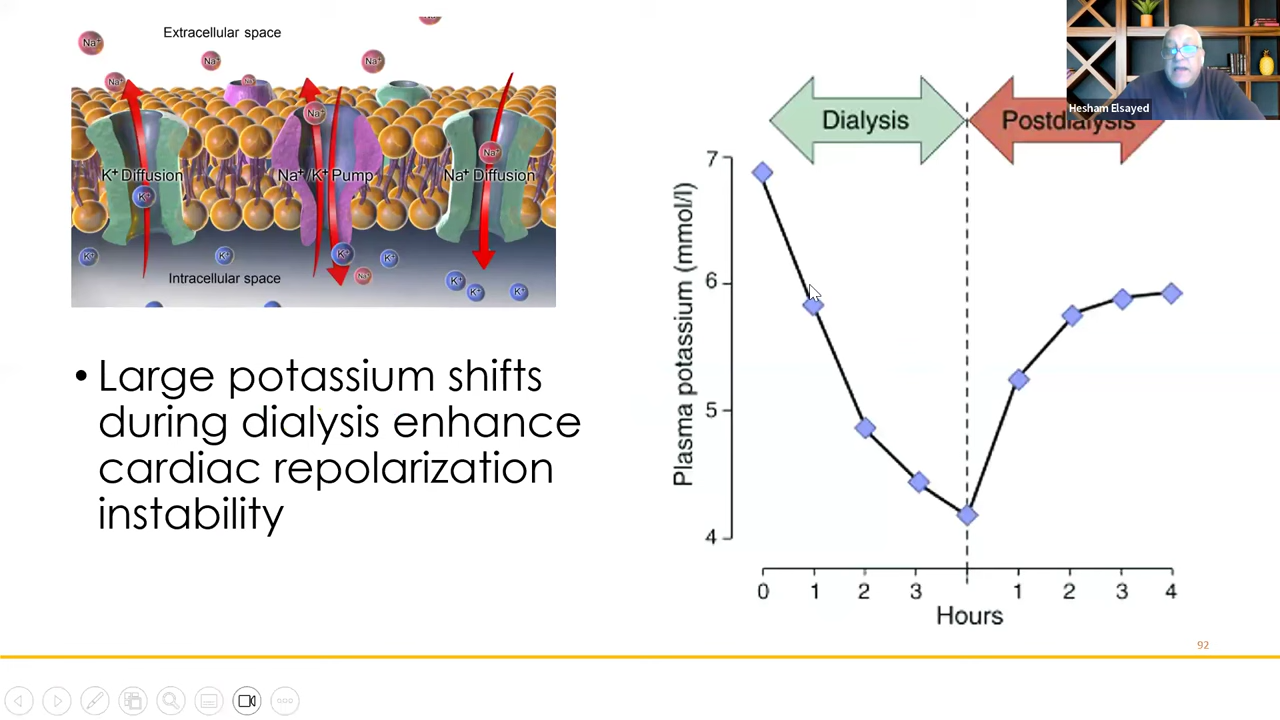 Extracellular space
Na⁺
Na⁺
Na⁺
Na⁺
Na⁺
Na⁺
Na⁺
K⁺ Diffusion
Na⁺/K⁺ Pump
Na⁺ Diffusion
K⁺
K⁺
K⁺
K⁺
K⁺
Na⁺
K⁺
K⁺
K⁺
Intracellular space
• Large potassium shifts
during dialysis enhance
cardiac repolarization
instability
Hesham Elsayed
Dialysis
Postdialysis
Plasma potassium (mmol/l)
7
6
5
4
0 1 2 3 1 2 3 4
Hours
92